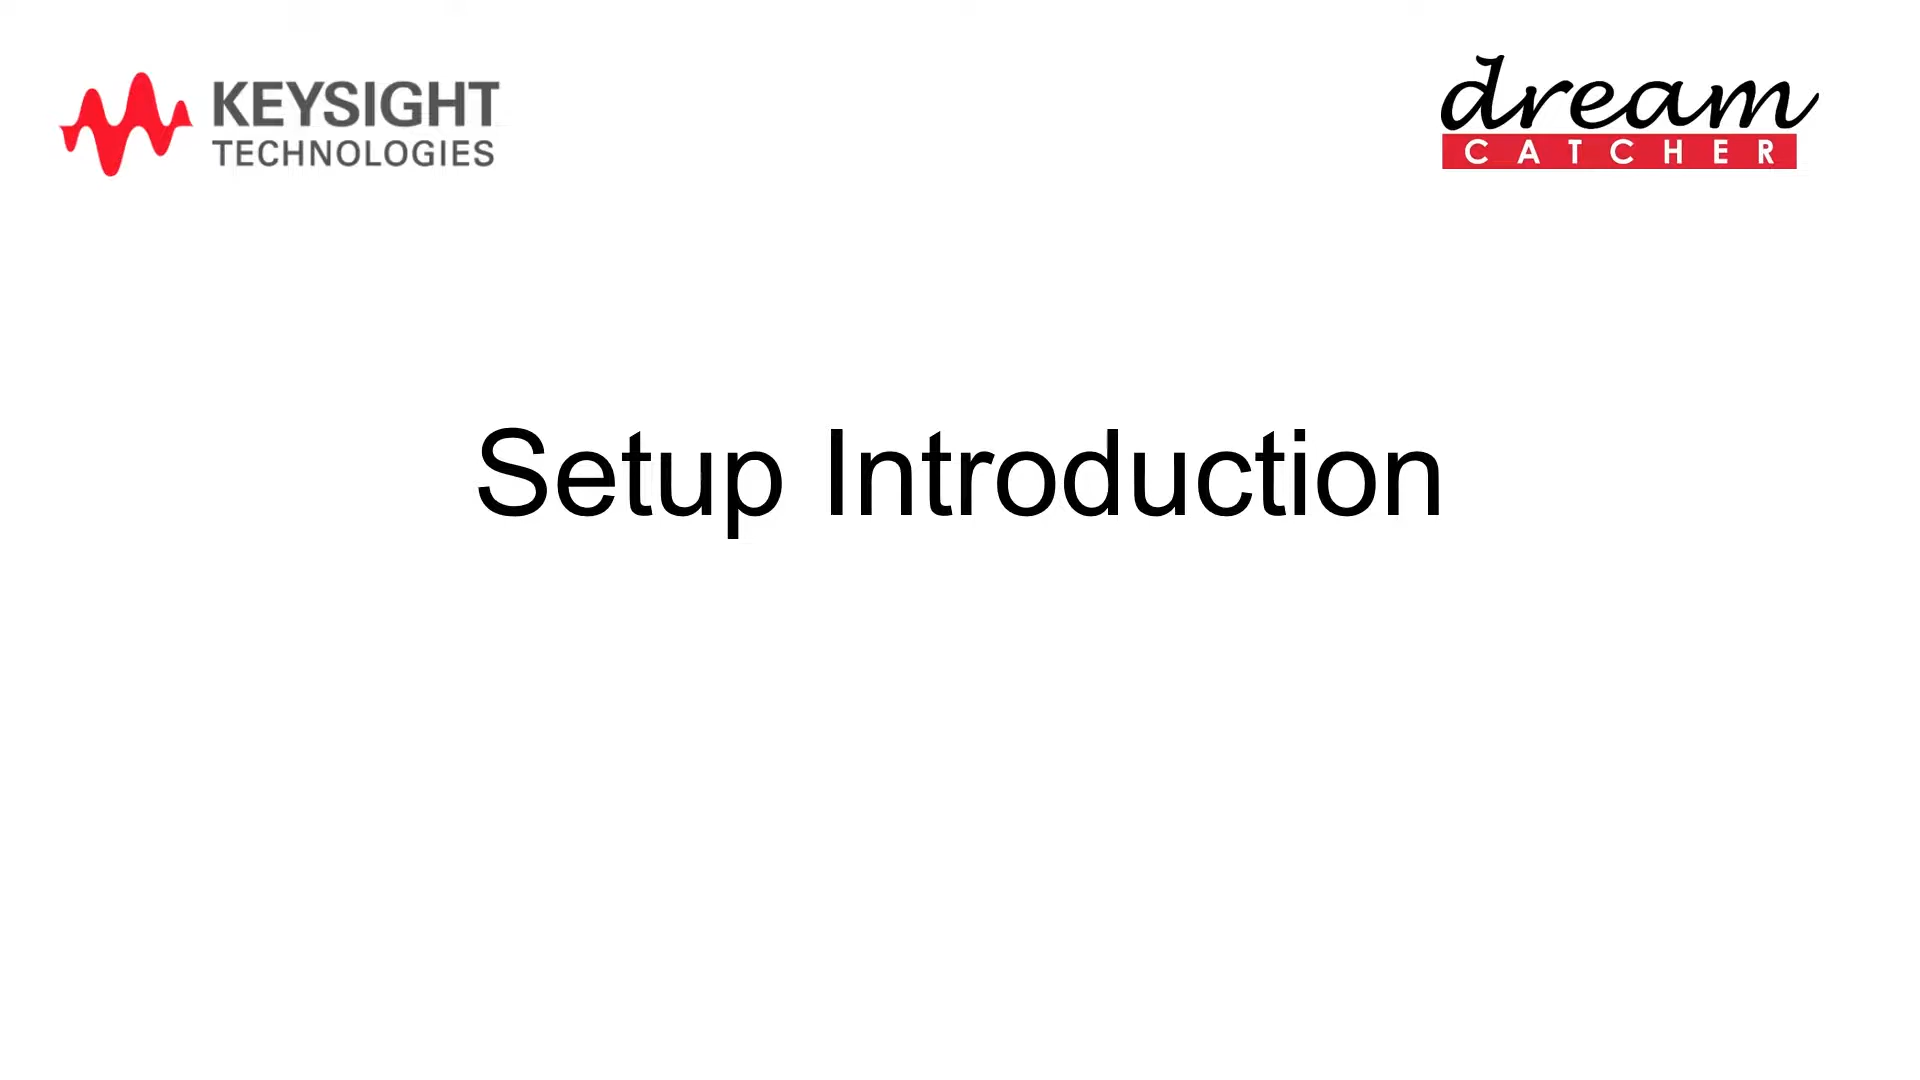 KEYSIGHT
TECHNOLOGIES
dream
CATCHER
Setup Introduction